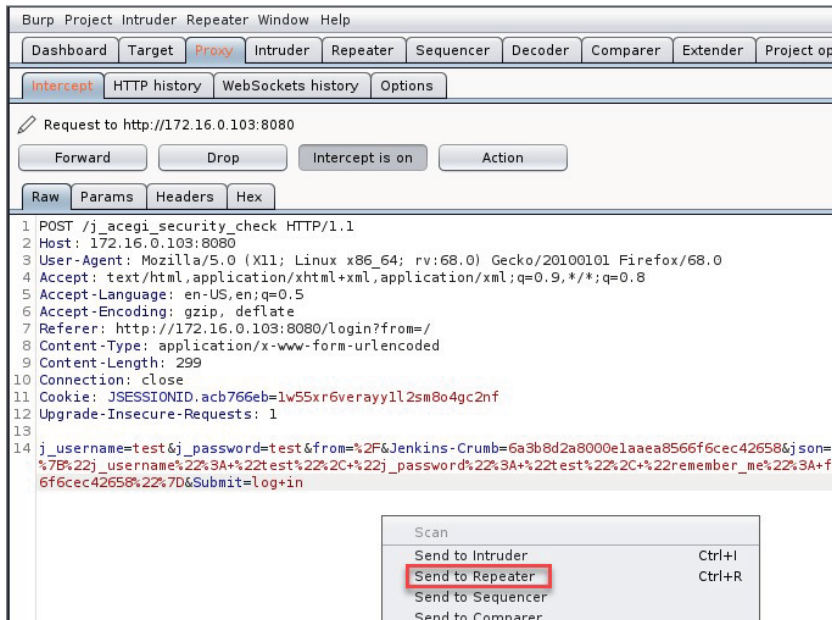 Burp Project Intruder Repeater Window Help
Dashboard Target Proxy Intruder Repeater Sequencer Decoder Comparer Extender Project op
Intercept HTTP history WebSockets history Options
Request to http://172.16.0.103:8080
Forward Drop Intercept is on Action
Raw Params Headers Hex
1 POST /j_acegi_security_check HTTP/1.1
2 Host: 172.16.0.103:8080
3 User-Agent: Mozilla/5.0 (X11; Linux x86_64; rv:68.0) Gecko/20100101 Firefox/68.0
4 Accept: text/html,application/xhtml+xml,application/xml;q=0.9,*/*;q=0.8
5 Accept-Language: en-US,en;q=0.5
6 Accept-Encoding: gzip, deflate
7 Referer: http://172.16.0.103:8080/login?from=/
8 Content-Type: application/x-www-form-urlencoded
9 Content-Length: 299
10 Connection: close
11 Cookie: JSESSIONID.acb766eb=1w55xr6verayy1l2sm8o4gc2nf
12 Upgrade-Insecure-Requests: 1
13
14 j_username=test&j_password=test&from=%2F&Jenkins-Crumb=6a3b8d2a8000e1aaea8566f6cec42658&json=
%7B%22j_username%22%3A+%22test%22%2C+%22j_password%22%3A+%22test%22%2C+%22remember_me%22%3A+f
6f6cec42658%22%7D&Submit=log+in
Scan
Send to Intruder Ctrl+I
Send to Repeater Ctrl+R
Send to Sequencer
Send to Comparer